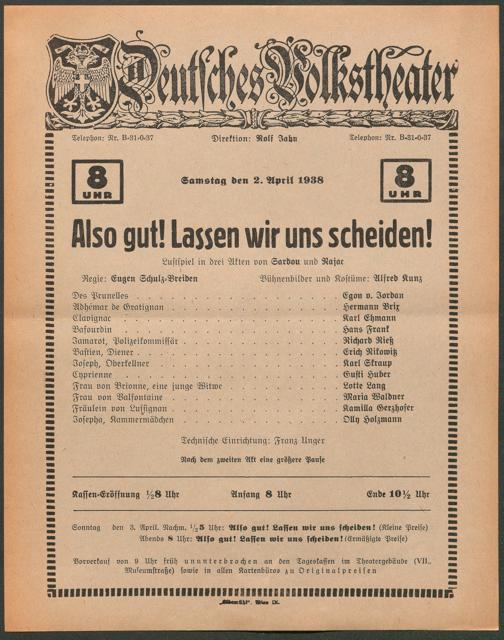 Deutsches Volkstheater
Telephon: Nr. B-31-0-37 Direktion: Rolf Jahn Telephon: Nr. B-31-0-37
8 UHR Samstag den 2. April 1938 8 UHR
Also gut! Lassen wir uns scheiden!
Lustspiel in drei Akten von Sardou und Najac
Regie: Eugen Schulz-Breiden Bühnenbilder und Kostüme: Alfred Kunz
Des Prunelles Egon v. Jordan
Adhémar de Gratignan Hermann Brix
Clavignac Karl Ehmann
Bafourdin Hans Frank
Jamarot, Polizeikommissär Richard Rieß
Bastien, Diener Erich Nikowitz
Joseph, Oberkellner Karl Skraup
Cyprienne Gusti Huber
Frau von Brionne, eine junge Witwe Lotte Lang
Frau von Valfontaine Maria Waldner
Fräulein von Lussignan Kamilla Gerzhofer
Josepha, Kammermädchen Olly Holzmann
Technische Einrichtung: Franz Unger
Nach dem zweiten Akt eine größere Pause
Kassen-Eröffnung ½8 Uhr Anfang 8 Uhr Ende 10½ Uhr
Sonntag den 3. April. Nachm. ½5 Uhr: Also gut! Lassen wir uns scheiden! (Kleine Preise)
Abends 8 Uhr: Also gut! Lassen wir uns scheiden! (Ermäßigte Preise)
Vorverkauf von 9 Uhr früh ununterbrochen an den Tageskassen im Theatergebäude (VII.,
Museumstraße) sowie in allen Kartenbüros zu Originalpreisen
Wien IX.